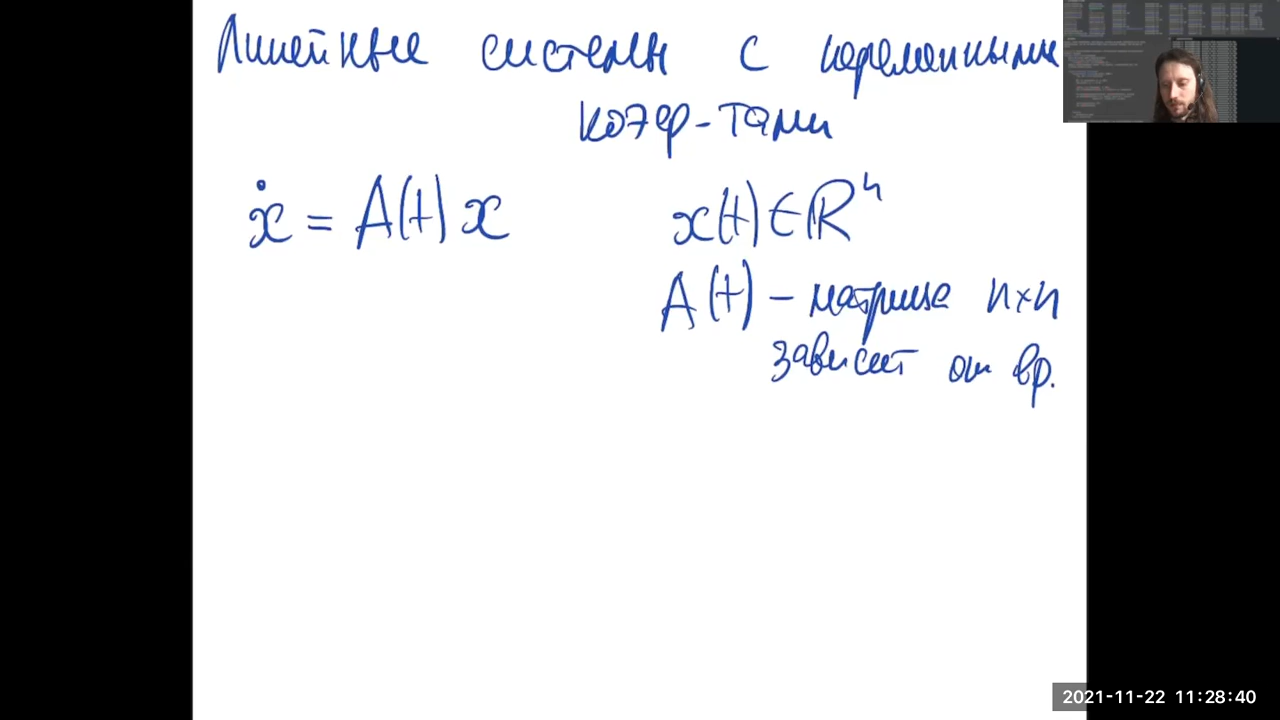 Линейные системы с переменными
коэф-тами
ẋ = A(t) x x(t) ∈ ℝⁿ
A(t) – матрица n×n
зависит от вр.
2021-11-22 11:28:40